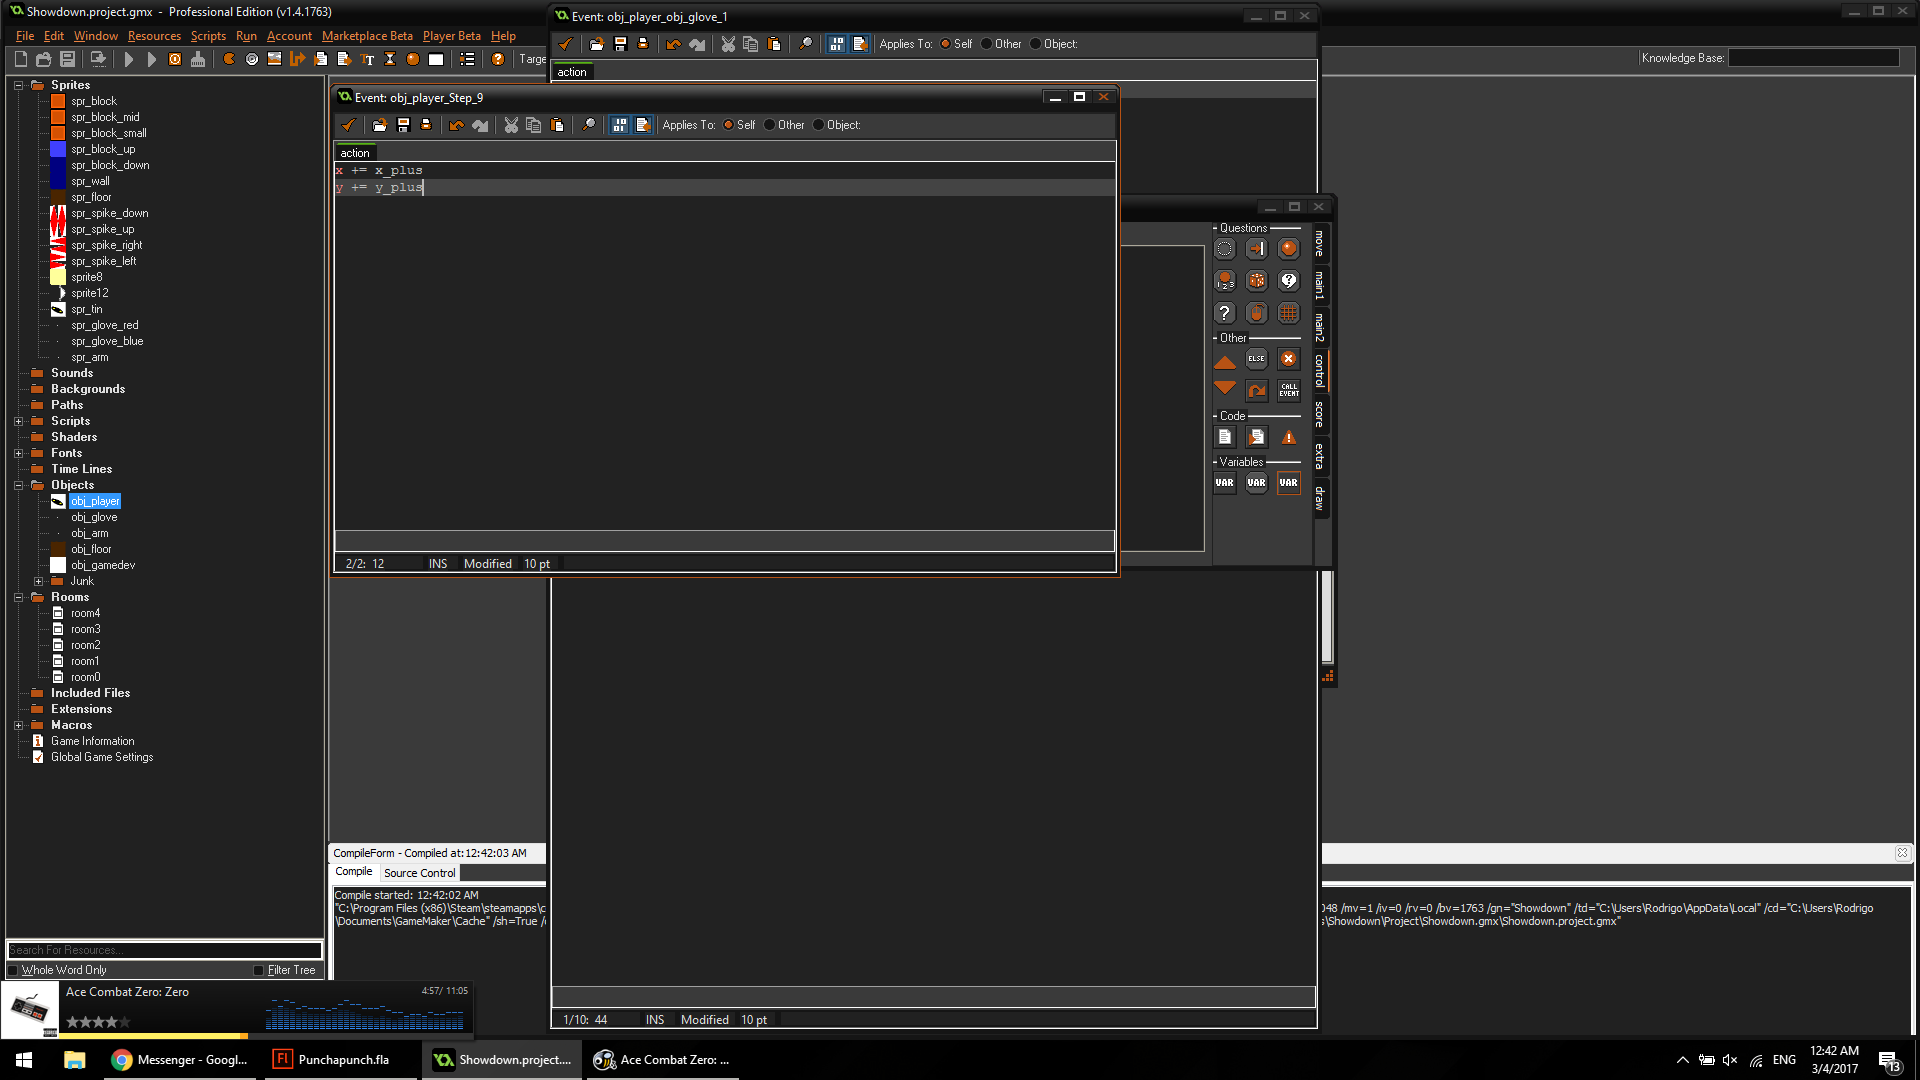 Showdown.project.gmx - Professional Edition (v1.4.1763)
File Edit Window Resources Scripts Run Account Marketplace Beta Player Beta Help
Targe
Knowledge Base:
Sprites
spr_block
spr_block_mid
spr_block_small
spr_block_up
spr_block_down
spr_wall
spr_floor
spr_spike_down
spr_spike_up
spr_spike_right
spr_spike_left
sprite8
sprite12
spr_tin
spr_glove_red
spr_glove_blue
spr_arm
Sounds
Backgrounds
Paths
Scripts
Shaders
Fonts
Time Lines
Objects
obj_player
obj_glove
obj_arm
obj_floor
obj_gamedev
Junk
Rooms
room4
room3
room2
room1
room0
Included Files
Extensions
Macros
Game Information
Global Game Settings
Search For Resources...
Whole Word Only Filter Tree
Event: obj_player_obj_glove_1
Applies To: Self Other Object:
action
Event: obj_player_Step_9
Applies To: Self Other Object:
action
x += x_plus
y += y_plus
2/2: 12 INS Modified 10 pt
Questions
Other
ELSE
CALL EVENT
Code
Variables
VAR VAR VAR
move
main1
main2
control
score
extra
draw
1/10: 44 INS Modified 10 pt
CompileForm - Compiled at:12:42:03 AM
Compile Source Control
Compile started: 12:42:02 AM
"C:\Program Files (x86)\Steam\steamapps\c
048 /mv=1 /iv=0 /rv=0 /bv=1763 /gn="Showdown" /td="C:\Users\Rodrigo\AppData\Local" /cd="C:\Users\Rodrigo
\Documents\GameMaker\Cache" /sh=True /
s\Showdown\Project\Showdown.gmx\Showdown.project.gmx"
Ace Combat Zero: Zero 4:57/ 11:05
Messenger - Googl...
Punchapunch.fla
Showdown.project....
Ace Combat Zero: ...
ENG
12:42 AM
3/4/2017
13